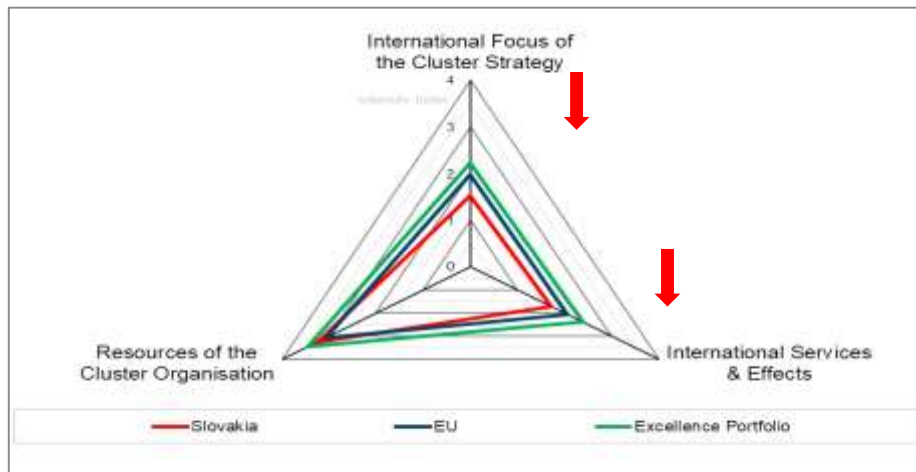 International Focus of
the Cluster Strategy
4
3
2
1
0
Resources of the
Cluster Organisation
International Services
& Effects
Slovakia
EU
Excellence Portfolio